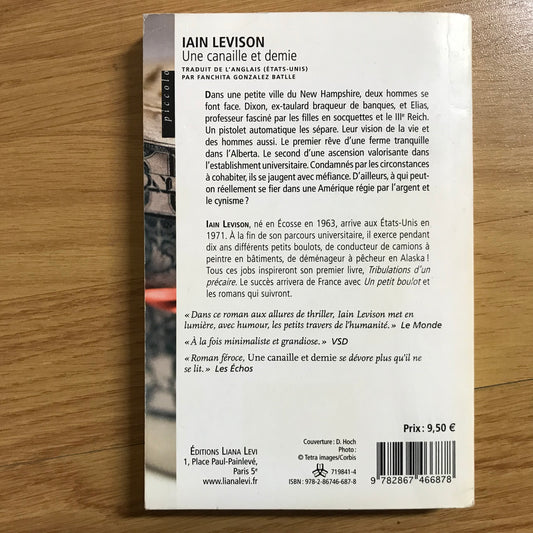 piccolo
IAIN LEVISON
Une canaille et demie
TRADUIT DE L'ANGLAIS (ÉTATS-UNIS)
PAR FANCHITA GONZALEZ BATLLE
Dans une petite ville du New Hampshire, deux hommes se
font face. Dixon, ex-taulard braqueur de banques, et Elias,
professeur fasciné par les filles en socquettes et le IIIe Reich.
Un pistolet automatique les sépare. Leur vision de la vie et
des hommes aussi. Le premier rêve d'une ferme tranquille
dans l'Alberta. Le second d'une ascension valorisante dans
l'establishment universitaire. Condamnés par les circonstances
à cohabiter, ils se jaugent avec méfiance. D'ailleurs, à qui peut-
on réellement se fier dans une Amérique régie par l'argent et
le cynisme ?
IAIN LEVISON, né en Écosse en 1963, arrive aux États-Unis en
1971. À la fin de son parcours universitaire, il exerce pendant
dix ans différents petits boulots, de conducteur de camions à
peintre en bâtiments, de déménageur à pêcheur en Alaska !
Tous ces jobs inspireront son premier livre, Tribulations d'un
précaire. Le succès arrivera de France avec Un petit boulot et
les romans qui suivront.
« Dans ce roman aux allures de thriller, Iain Levison met en
lumière, avec humour, les petits travers de l'humanité. » Le Monde
« À la fois minimaliste et grandiose. » VSD
« Roman féroce, Une canaille et demie se dévore plus qu'il ne
se lit. » Les Échos
Prix : 9,50 €
ÉDITIONS LIANA LEVI
1, Place Paul-Painlevé,
Paris 5e
www.lianalevi.fr
Couverture : D. Hoch
Photo :
© Tetra images/Corbis
719841-4
ISBN : 978-2-86746-687-8
9 782867 466878